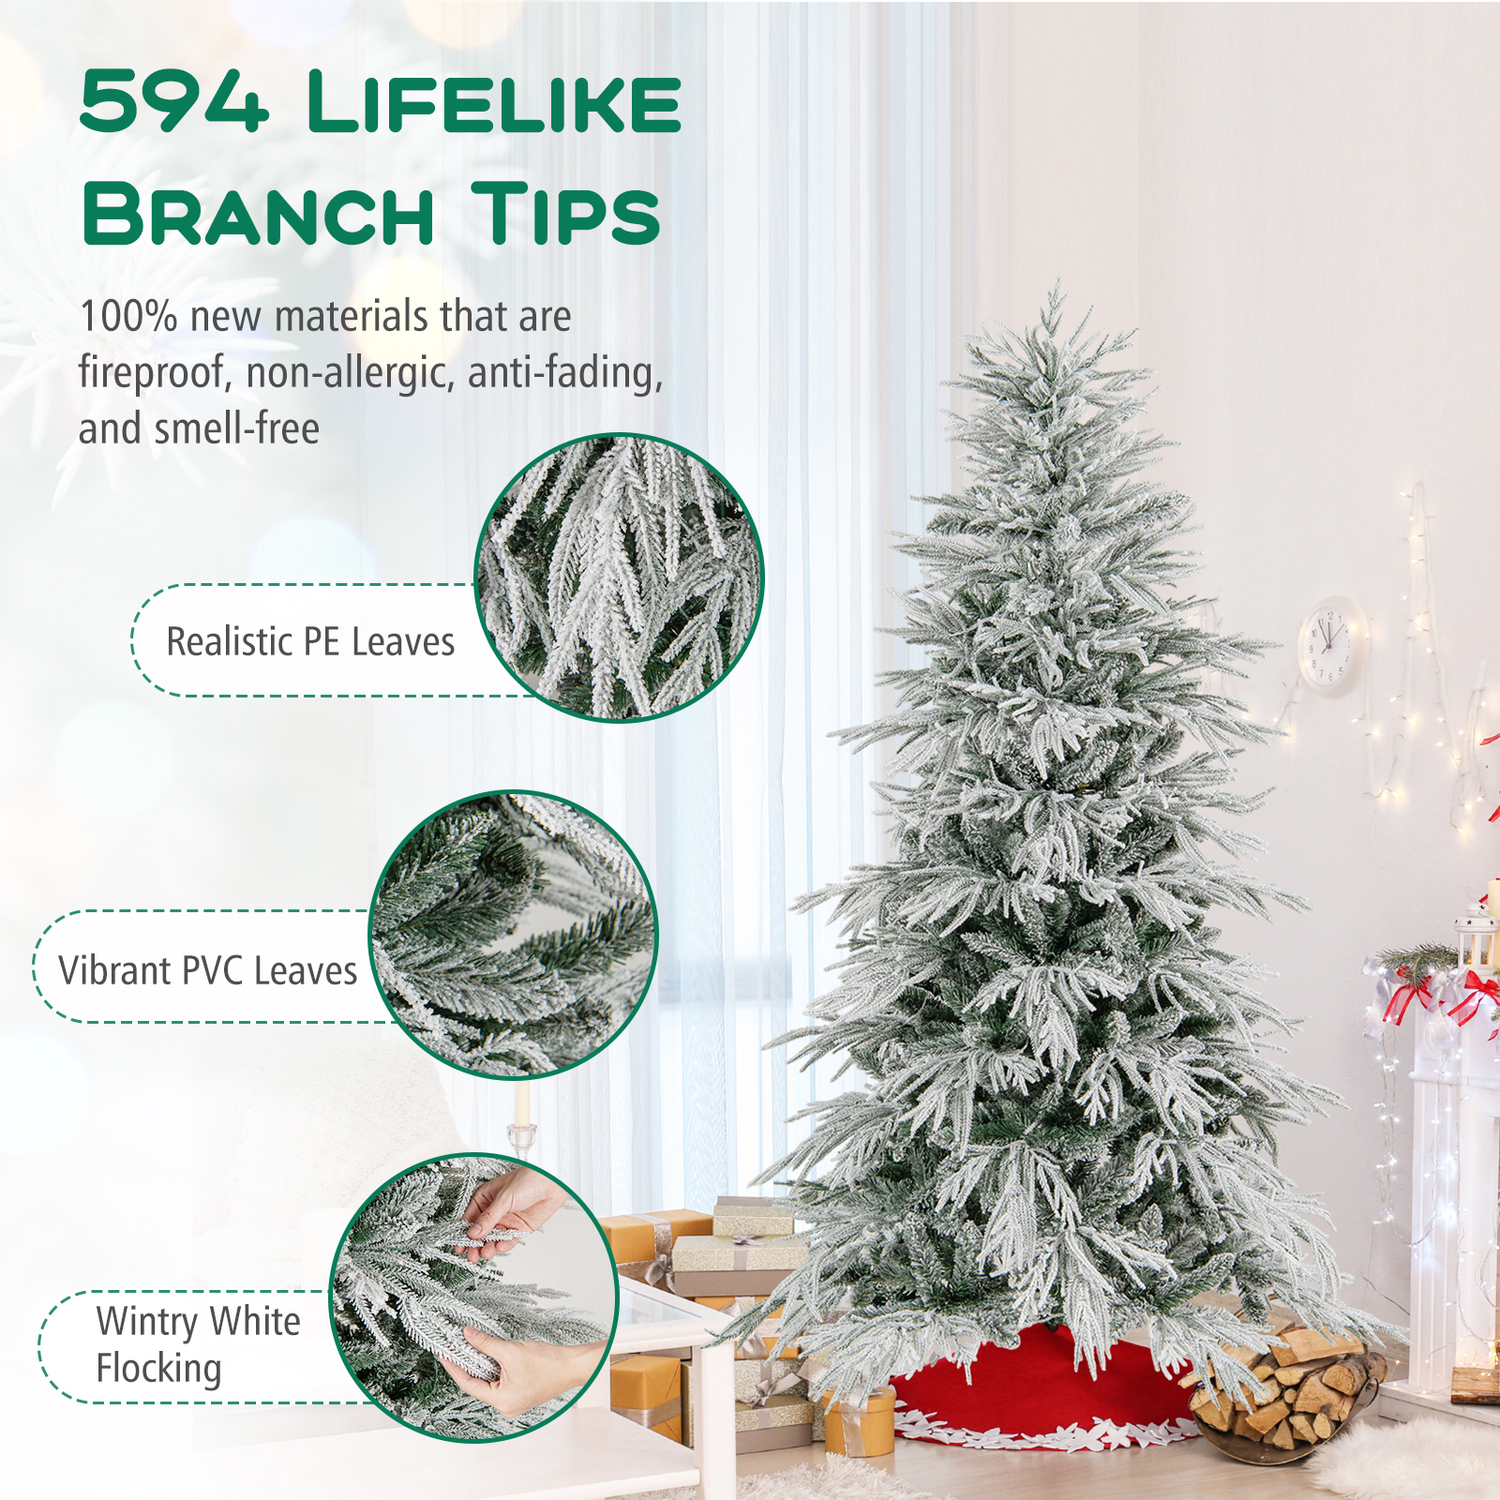 594 LIFELIKE
BRANCH TIPS
100% new materials that are
fireproof, non-allergic, anti-fading,
and smell-free
Realistic PE Leaves
Vibrant PVC Leaves
Wintry White
Flocking